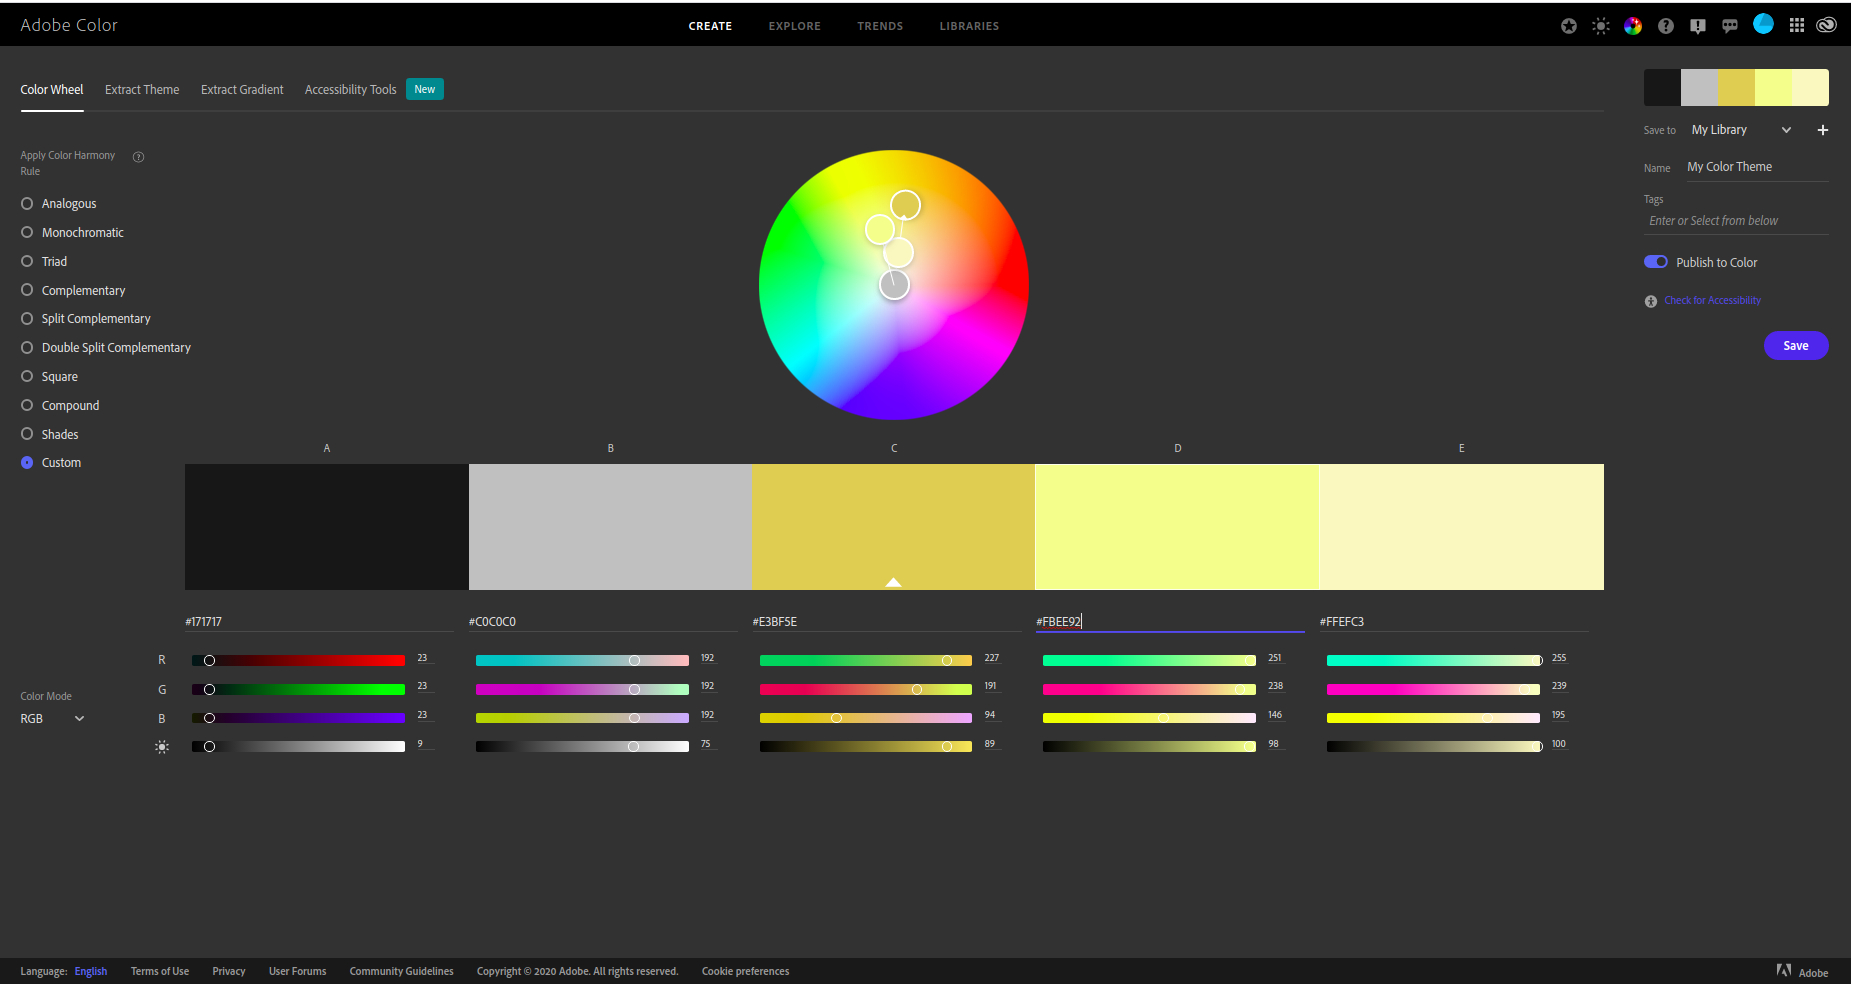 Adobe Color
CREATE EXPLORE TRENDS LIBRARIES
Color Wheel Extract Theme Extract Gradient Accessibility Tools New
Apply Color Harmony
Rule
Analogous
Monochromatic
Triad
Complementary
Split Complementary
Double Split Complementary
Square
Compound
Shades
Custom
Save to My Library
Name My Color Theme
Tags
Enter or Select from below
Publish to Color
Check for Accessibility
Save
A B C D E
#171717 #C0C0C0 #E3BF5E #FBEE92 #FFEFC3
R 23 192 227 251 255
G 23 192 191 238 239
B 23 192 94 146 195
9 75 89 98 100
Color Mode
RGB
Language: English Terms of Use Privacy User Forums Community Guidelines Copyright © 2020 Adobe. All rights reserved. Cookie preferences
Adobe